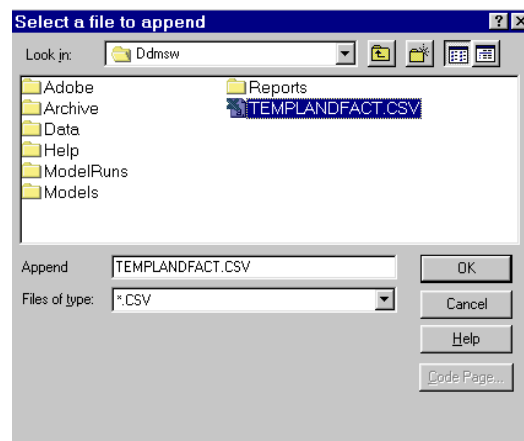 Select a file to append
Look in: Ddmsw
Adobe Reports
Archive TEMPLANDFACT.CSV
Data
Help
ModelRuns
Models
Append TEMPLANDFACT.CSV OK
Files of type: *.CSV Cancel
Help
Code Page...